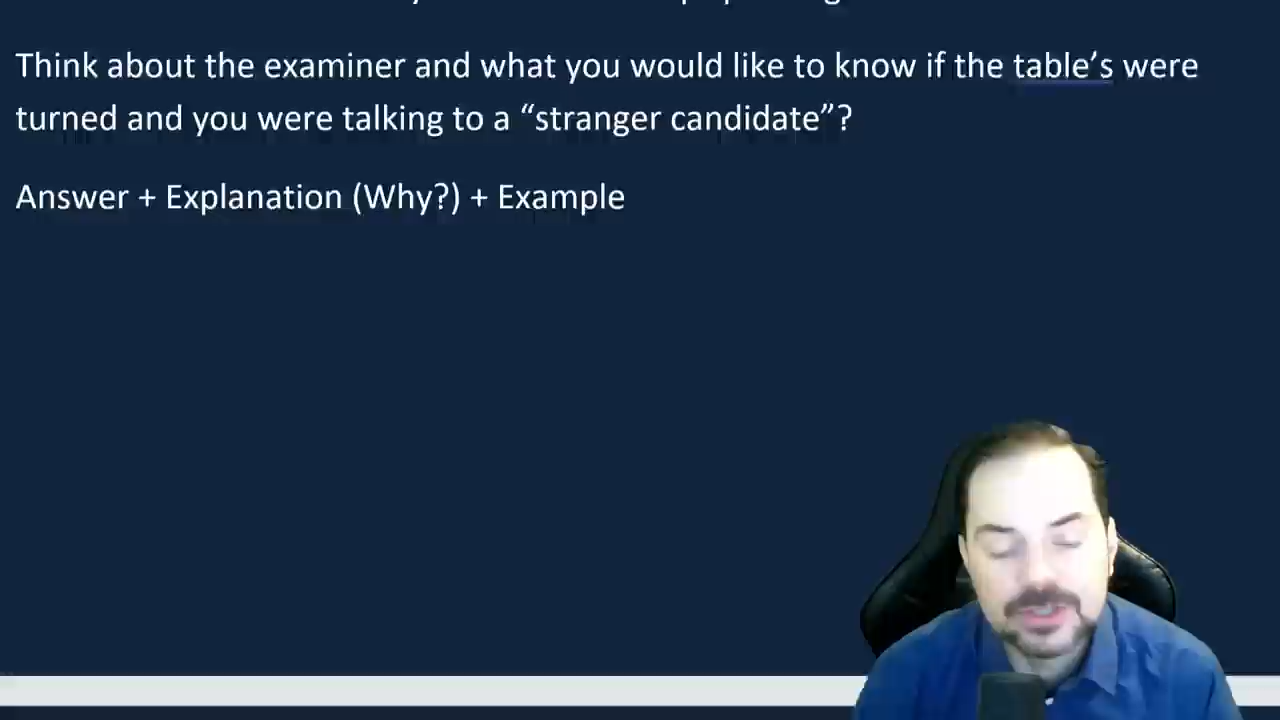 Think about the examiner and what you would like to know if the table’s were
turned and you were talking to a “stranger candidate”?
Answer + Explanation (Why?) + Example